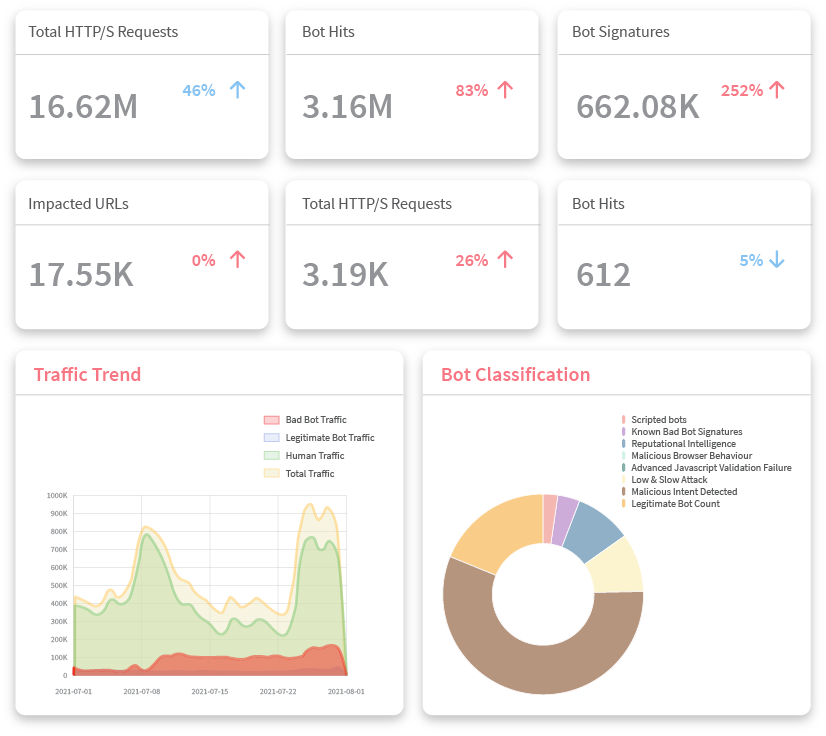 Total HTTP/S Requests
16.62M
46%
Bot Hits
3.16M
83%
Bot Signatures
662.08K
252%
Impacted URLs
17.55K
0%
Total HTTP/S Requests
3.19K
26%
Bot Hits
612
5%
Traffic Trend
Bad Bot Traffic
Legitimate Bot Traffic
Human Traffic
Total Traffic
1000K
900K
800K
700K
600K
500K
400K
300K
200K
100K
0
2021-07-01 2021-07-08 2021-07-15 2021-07-22 2021-08-01
Bot Classification
Scripted bots
Known Bad Bot Signatures
Reputational Intelligence
Malicious Browser Behaviour
Advanced Javascript Validation Failure
Low & Slow Attack
Malicious Intent Detected
Legitimate Bot Count